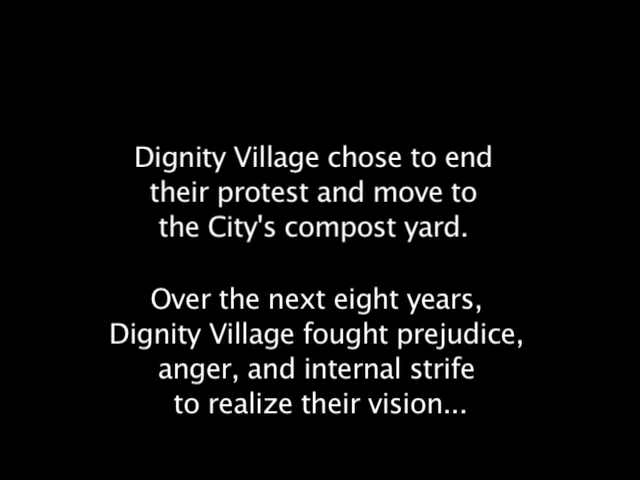 Dignity Village chose to end
their protest and move to
the City's compost yard.
Over the next eight years,
Dignity Village fought prejudice,
anger, and internal strife
to realize their vision...